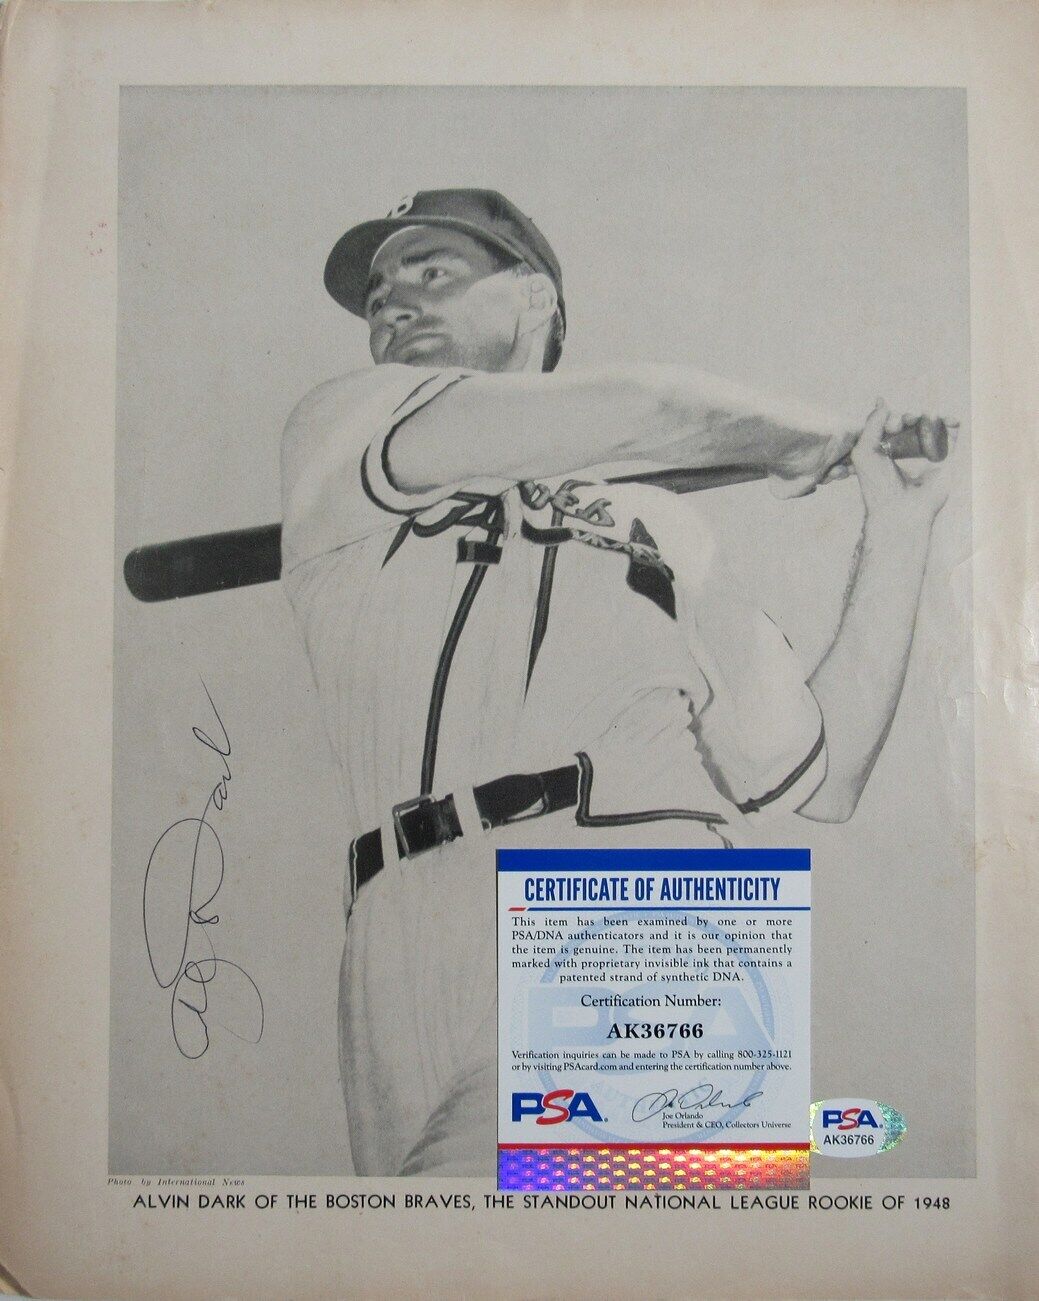 B
Al Dark
CERTIFICATE OF AUTHENTICITY
This item has been examined by one or more
PSA/DNA authenticators and it is our opinion that
the item is genuine. The item has been permanently
marked with proprietary invisible ink that contains a
patented strand of synthetic DNA.
Certification Number:
AK36766
Verification inquiries can be made to PSA by calling 800-325-1121
or by visiting PSAcard.com and entering the certification number above.
PSA
Joe Orlando
Joe Orlando
President & CEO, Collectors Universe
PSA
AK36766
Photo by International News
ALVIN DARK OF THE BOSTON BRAVES, THE STANDOUT NATIONAL LEAGUE ROOKIE OF 1948